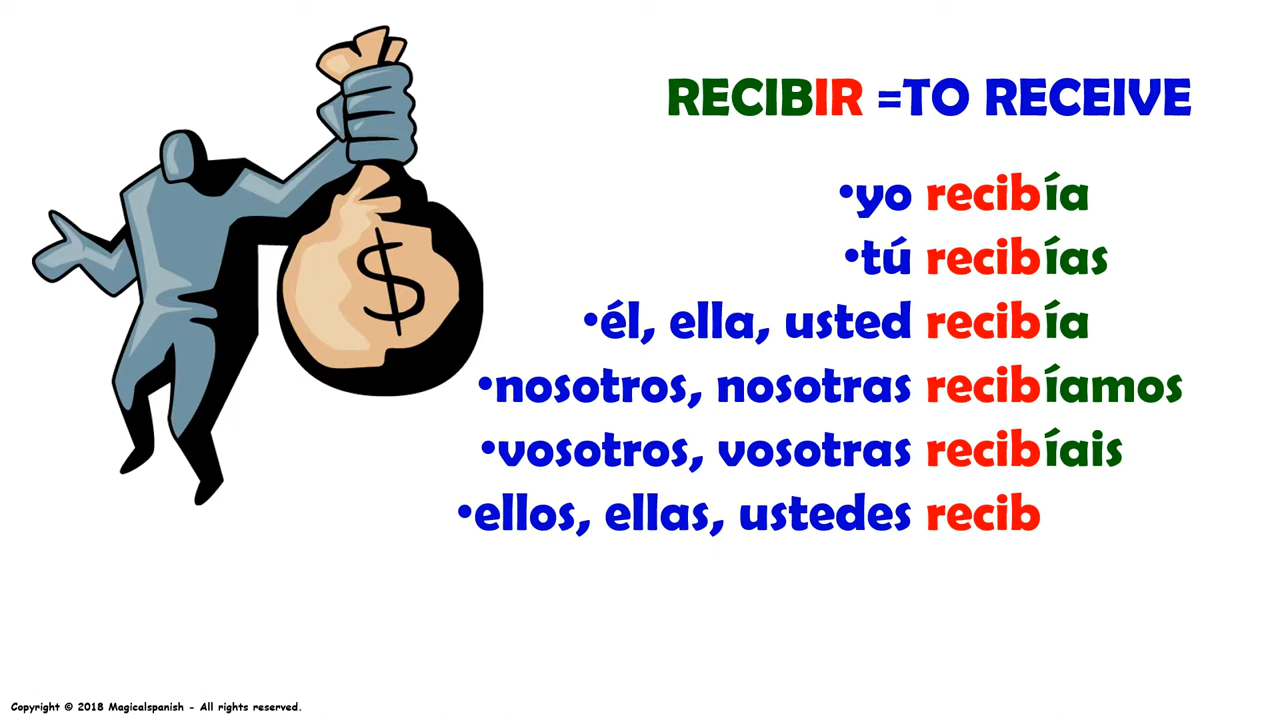 RECIBIR =TO RECEIVE
•yo recibía
•tú recibías
•él, ella, usted recibía
•nosotros, nosotras recibíamos
•vosotros, vosotras recibíais
•ellos, ellas, ustedes recib
$
Copyright © 2018 Magicalspanish - All rights reserved.